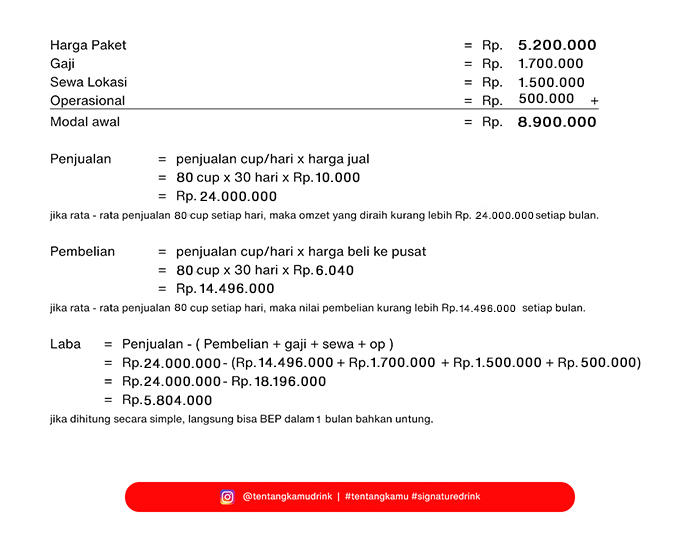 Harga Paket = Rp. 5.200.000
Gaji = Rp. 1.700.000
Sewa Lokasi = Rp. 1.500.000
Operasional = Rp. 500.000 +
Modal awal = Rp. 8.900.000
Penjualan = penjualan cup/hari x harga jual
= 80 cup x 30 hari x Rp.10.000
= Rp. 24.000.000
jika rata - rata penjualan 80 cup setiap hari, maka omzet yang diraih kurang lebih Rp. 24.000.000 setiap bulan.
Pembelian = penjualan cup/hari x harga beli ke pusat
= 80 cup x 30 hari x Rp.6.040
= Rp.14.496.000
jika rata - rata penjualan 80 cup setiap hari, maka nilai pembelian kurang lebih Rp.14.496.000 setiap bulan.
Laba = Penjualan - ( Pembelian + gaji + sewa + op )
= Rp.24.000.000 - (Rp.14.496.000 + Rp.1.700.000 + Rp.1.500.000 + Rp.500.000)
= Rp.24.000.000 - Rp.18.196.000
= Rp.5.804.000
jika dihitung secara simple, langsung bisa BEP dalam 1 bulan bahkan untung.
@tentangkamudrink | #tentangkamu #signaturedrink